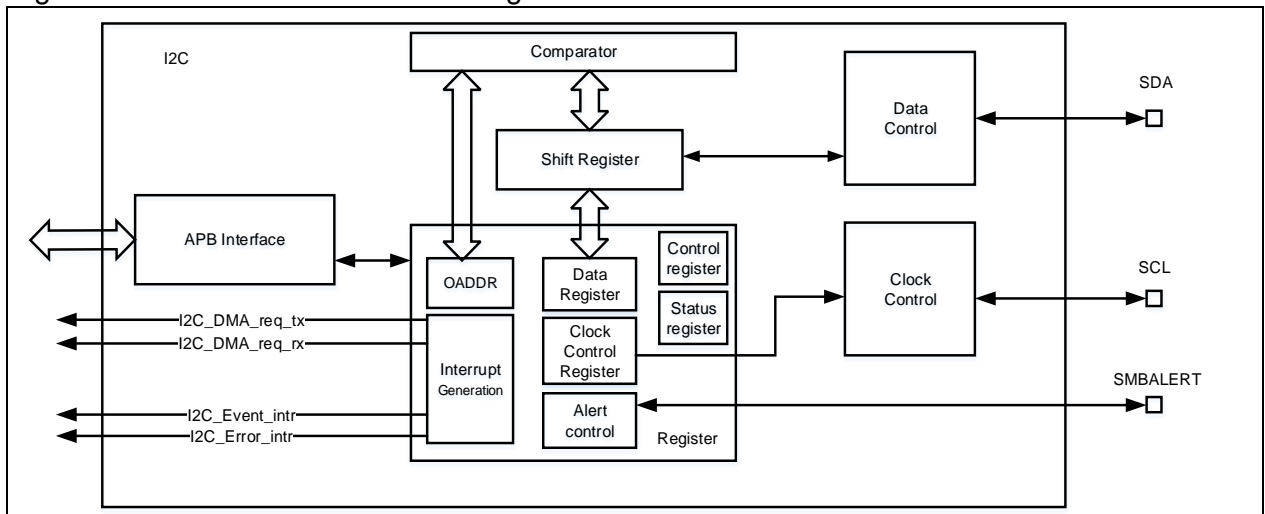 I2C
Comparator
SDA
Data
Control
Shift Register
APB Interface
Control
register
SCL
OADDR
Data
Register
Clock
Control
Status
register
I2C_DMA_req_tx
I2C_DMA_req_rx
Clock
Control
Register
Interrupt
Generation
SMBALERT
I2C_Event_intr
I2C_Error_intr
Alert
control
Register